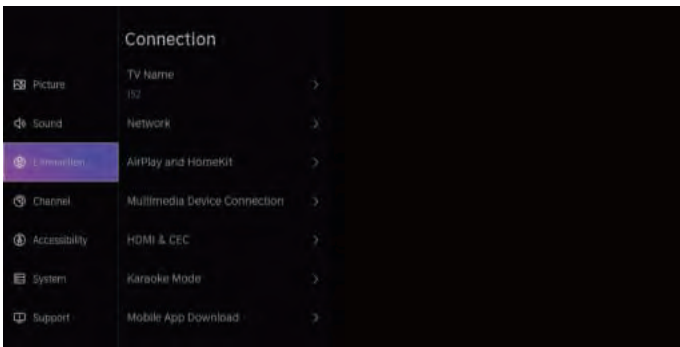 Connection
Picture
Sound
Connection
Channel
Accessibility
System
Support
TV Name
152
Network
AirPlay and HomeKit
Multimedia Device Connection
HDMI & CEC
Karaoke Mode
Mobile App Download